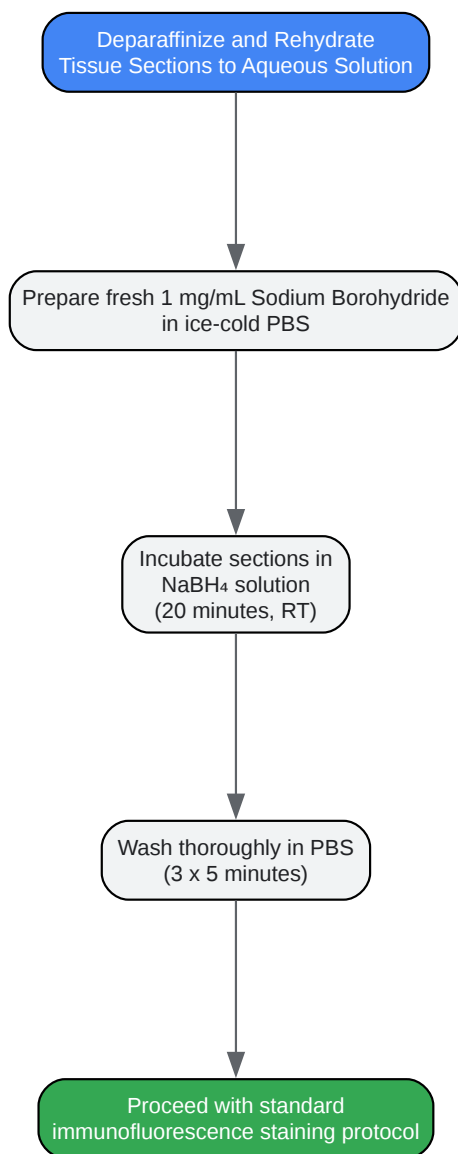 Deparaffinize and Rehydrate
Tissue Sections to Aqueous Solution
Prepare fresh 1 mg/mL Sodium Borohydride
in ice-cold PBS
Incubate sections in
NaBH₄ solution
(20 minutes, RT)
Wash thoroughly in PBS
(3 x 5 minutes)
Proceed with standard
immunofluorescence staining protocol